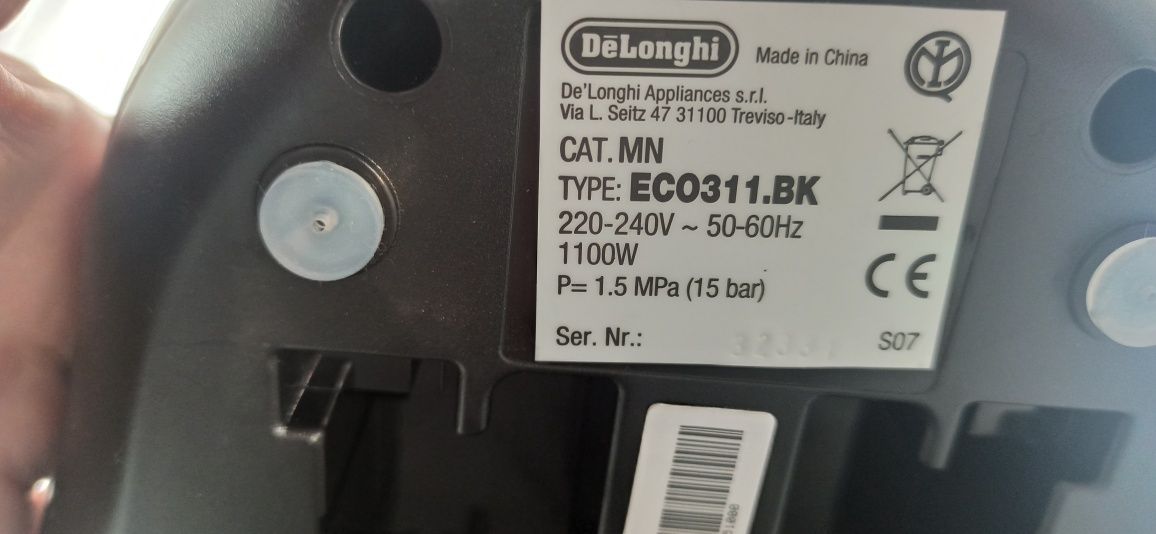 DēLonghi Made in China
De'Longhi Appliances s.r.l.
Via L. Seitz 47 31100 Treviso-Italy
CAT. MN
TYPE: ECO311.BK
220-240V ~ 50-60Hz
1100W
P= 1.5 MPa (15 bar)
Ser. Nr.: S07
CE